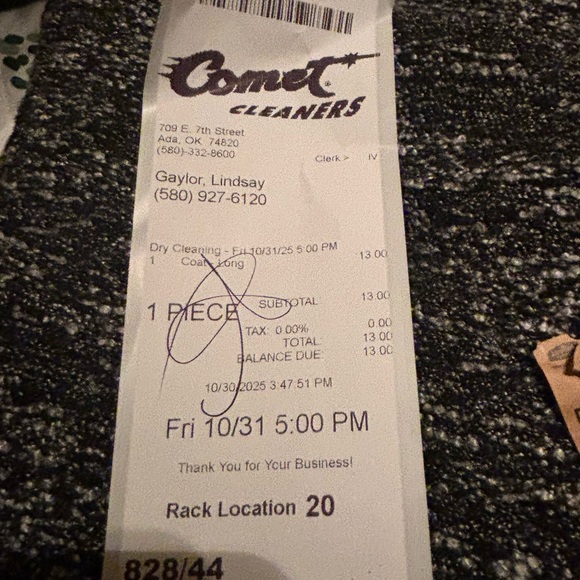 Comet
CLEANERS
709 E. 7th Street
Ada, OK 74820
(580)-332-8600
Clerk > IV
Gaylor, Lindsay
(580) 927-6120
Dry Cleaning - Fri 10/31/25 5:00 PM
1 Coat - Long 13.00
1 PIECE SUBTOTAL 13.00
TAX: 0.00% 0.00
TOTAL: 13.00
BALANCE DUE: 13.00
10/30/2025 3:47:51 PM
Fri 10/31 5:00 PM
Thank You for Your Business!
Rack Location 20
828/44